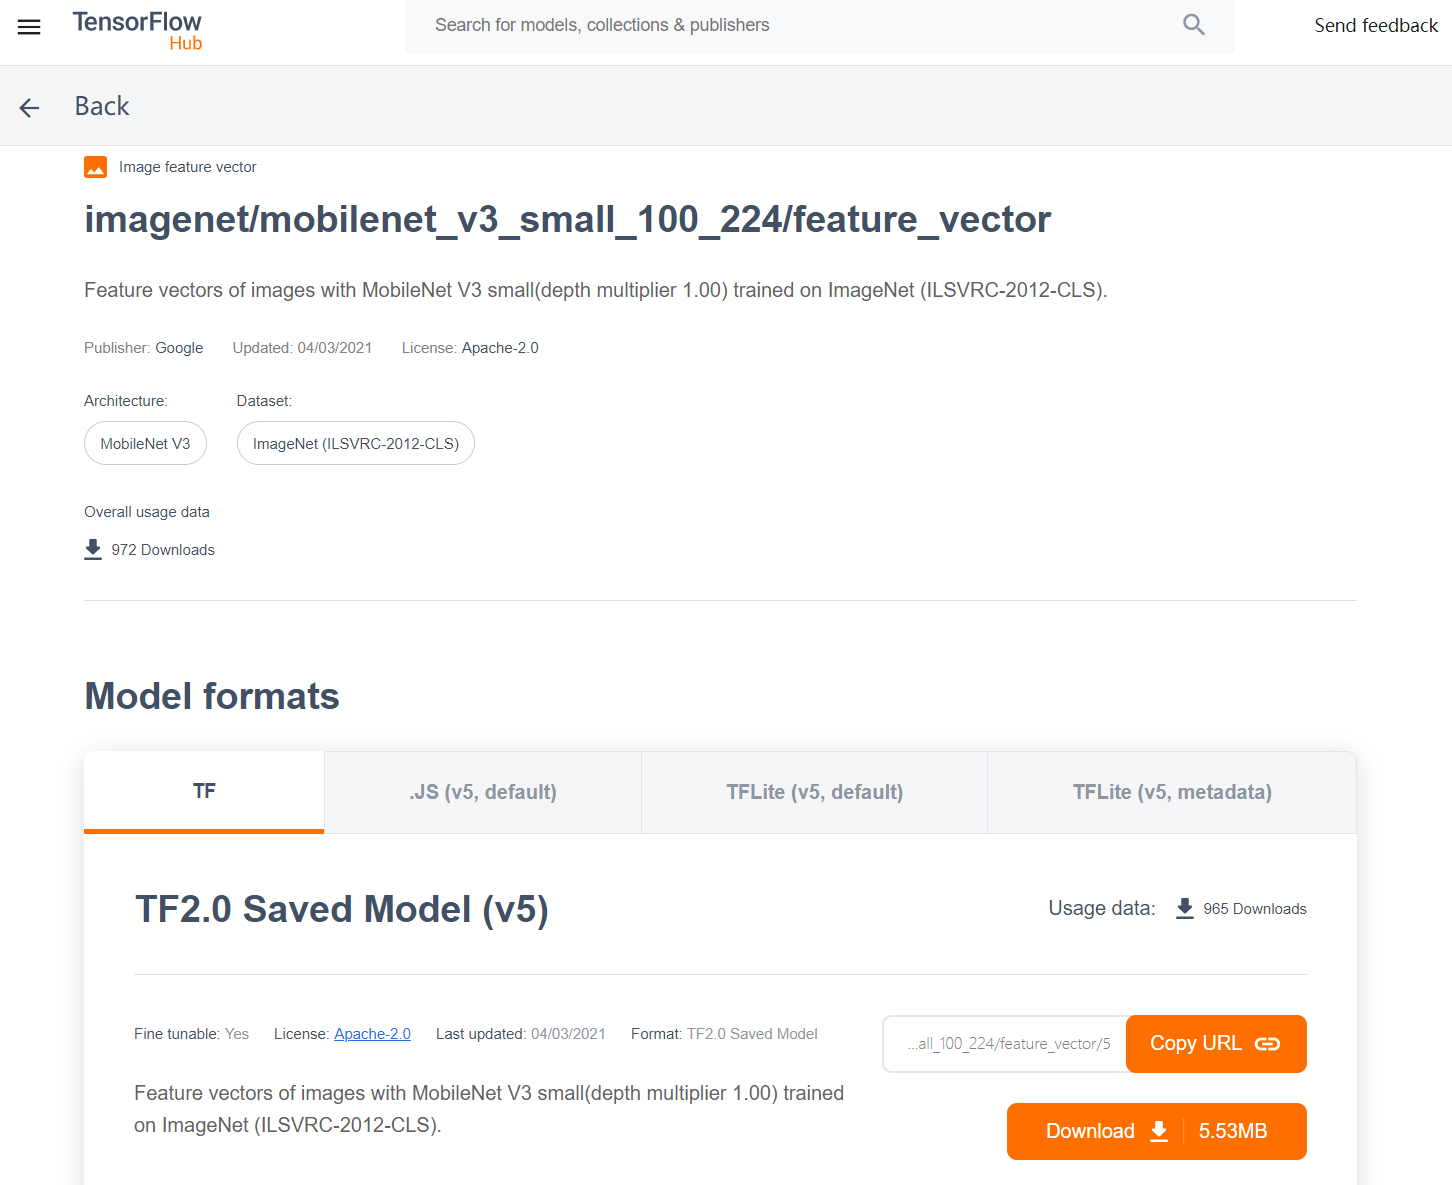 TensorFlow
Hub
Search for models, collections & publishers
Send feedback
Back
Image feature vector
imagenet/mobilenet_v3_small_100_224/feature_vector
Feature vectors of images with MobileNet V3 small(depth multiplier 1.00) trained on ImageNet (ILSVRC-2012-CLS).
Publisher: Google Updated: 04/03/2021 License: Apache-2.0
Architecture: Dataset:
MobileNet V3 ImageNet (ILSVRC-2012-CLS)
Overall usage data
972 Downloads
Model formats
TF .JS (v5, default) TFLite (v5, default) TFLite (v5, metadata)
TF2.0 Saved Model (v5)
Usage data: 965 Downloads
Fine tunable: Yes License: Apache-2.0 Last updated: 04/03/2021 Format: TF2.0 Saved Model
...all_100_224/feature_vector/5 Copy URL
Feature vectors of images with MobileNet V3 small(depth multiplier 1.00) trained
on ImageNet (ILSVRC-2012-CLS).
Download 5.53MB